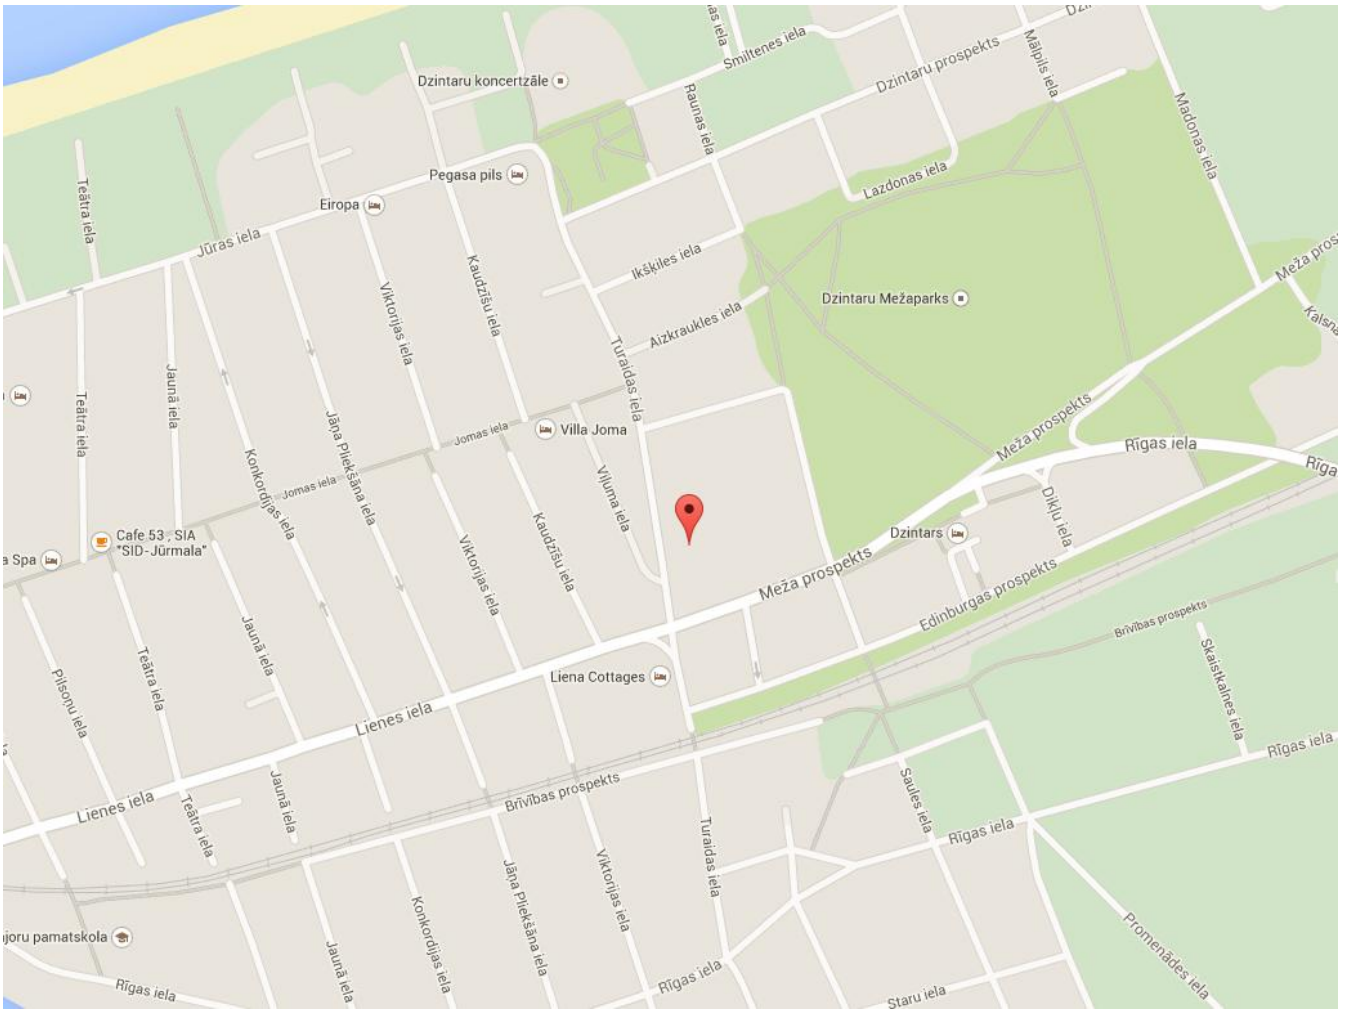 as iela
Smiltenes iela
Dzintaru prospekts
Mālpils iela
Dzi
Dzintaru koncertzāle
Raunas iela
Madonas iela
Pegasa pils
Lazdonas iela
Teātra iela
Eiropa
Jūras iela
Ikšķiles iela
Kaudzīšu iela
Meža pros
Viktorijas iela
Dzintaru Mežaparks
Kalsna
Aizkraukles iela
Turaidas iela
Jaunā iela
Teātra iela
Jāņa Pliekšāna iela
Konkordijas iela
Jomas iela
Villa Joma
Meža prospekts
Rīgas iela
Rīga
Jomas iela
Viļuma iela
Dikļu iela
Cafe 53 , SIA
"SID-Jūrmala"
a Spa
Viktorijas iela
Kaudzīšu iela
Dzintars
Meža prospekts
Edinburgas prospekts
Brīvības prospekts
Skaistkalnes iela
Jaunā iela
Teātra iela
Pilsoņu iela
Liena Cottages
Lienes iela
Rīgas iela
Lienes iela
Jaunā iela
Teātra iela
Brīvības prospekts
Saules iela
Rīgas iela
Turaidas iela
Viktorijas iela
Jāņa Pliekšāna iela
Konkordijas iela
Jaunā iela
ajoru pamatskola
Rīgas iela
Rīgas iela
Promenādes iela
Staru iela